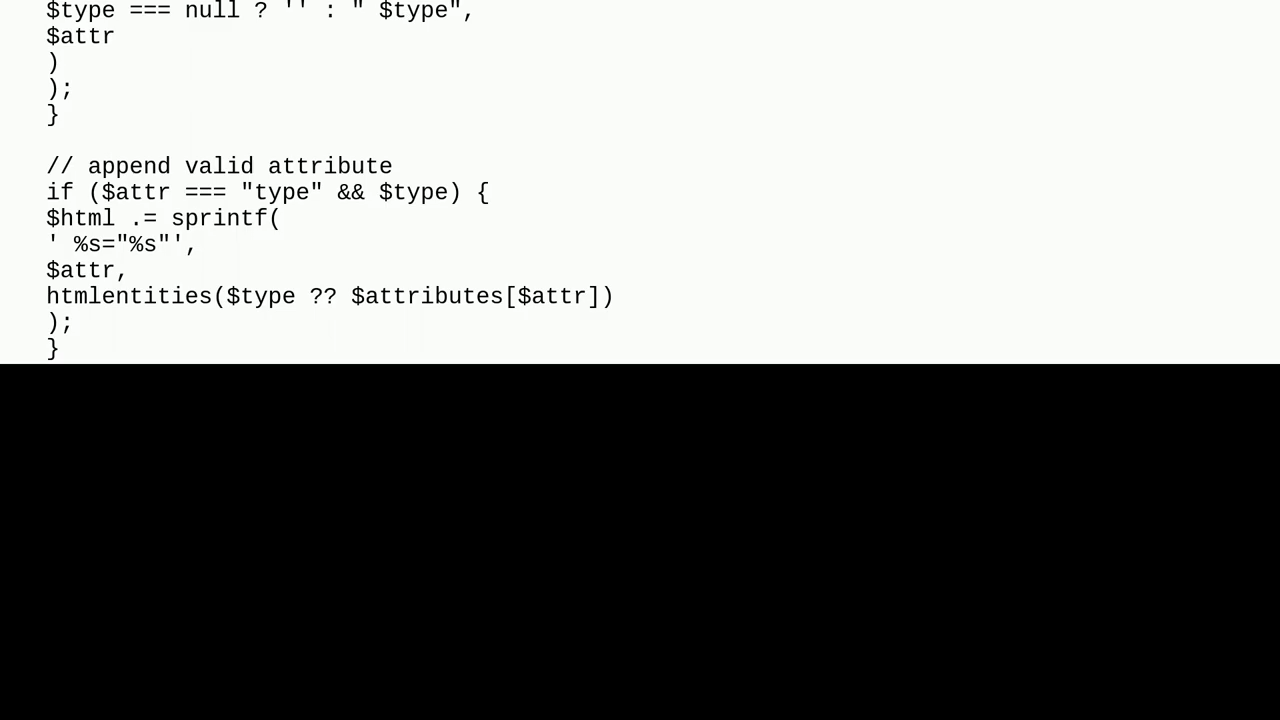 $type === null ? '' : " $type",
$attr
)
);
}
// append valid attribute
if ($attr === "type" && $type) {
$html .= sprintf(
' %s="%s"',
$attr,
htmlentities($type ?? $attributes[$attr])
);
}